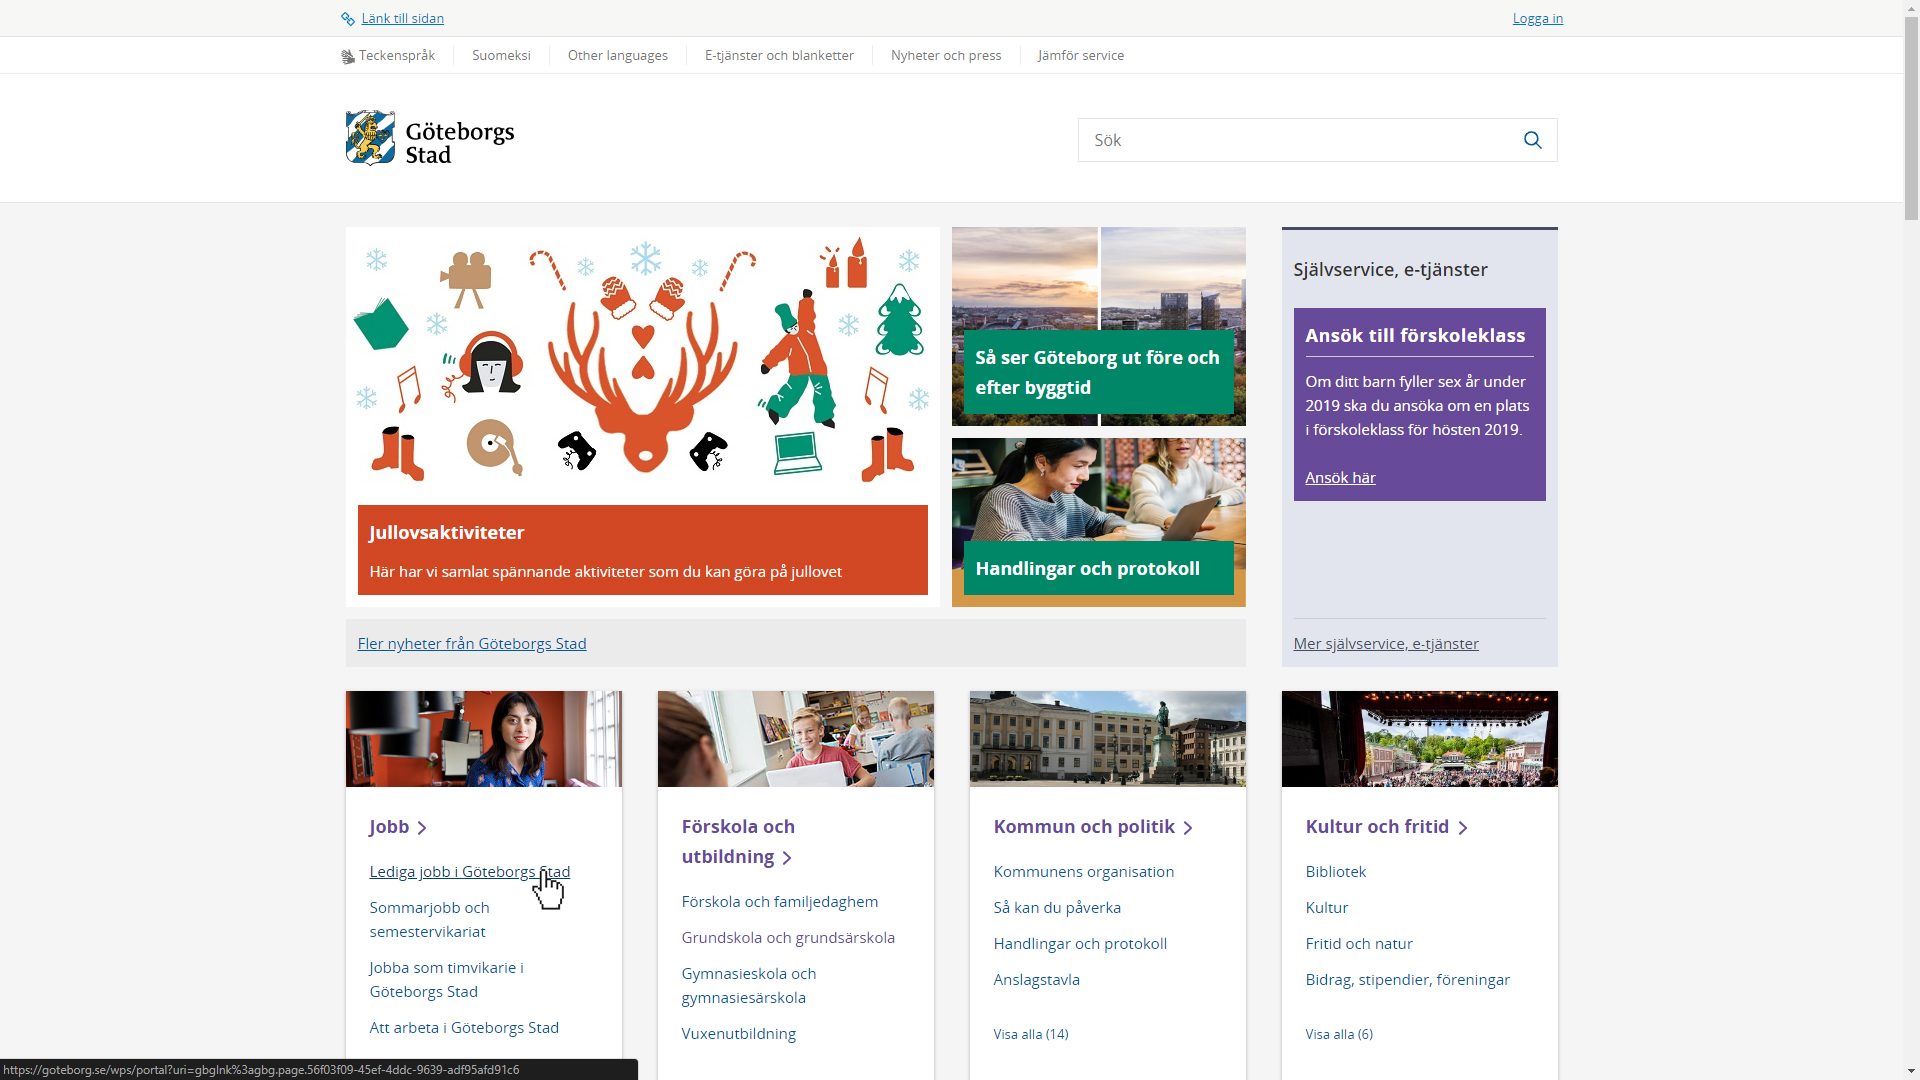 Länk till sidan
Logga in
Teckenspråk
Suomeksi
Other languages
E-tjänster och blanketter
Nyheter och press
Jämför service
Göteborgs
Stad
Sök
Jullovsaktiviteter
Här har vi samlat spännande aktiviteter som du kan göra på jullovet
Så ser Göteborg ut före och
efter byggtid
Handlingar och protokoll
Fler nyheter från Göteborgs Stad
Självservice, e-tjänster
Ansök till förskoleklass
Om ditt barn fyller sex år under
2019 ska du ansöka om en plats
i förskoleklass för hösten 2019.
Ansök här
Mer självservice, e-tjänster
Jobb
Lediga jobb i Göteborgs Stad
Sommarjobb och
semestervikariat
Jobba som timvikarie i
Göteborgs Stad
Att arbeta i Göteborgs Stad
Förskola och
utbildning
Förskola och familjedaghem
Grundskola och grundsärskola
Gymnasieskola och
gymnasiesärskola
Vuxenutbildning
Kommun och politik
Kommunens organisation
Så kan du påverka
Handlingar och protokoll
Anslagstavla
Visa alla (14)
Kultur och fritid
Bibliotek
Kultur
Fritid och natur
Bidrag, stipendier, föreningar
Visa alla (6)
https://goteborg.se/wps/portal?uri=gbglnk%3agbg.page.56f03f09-45ef-4ddc-9639-adf95afd91c6